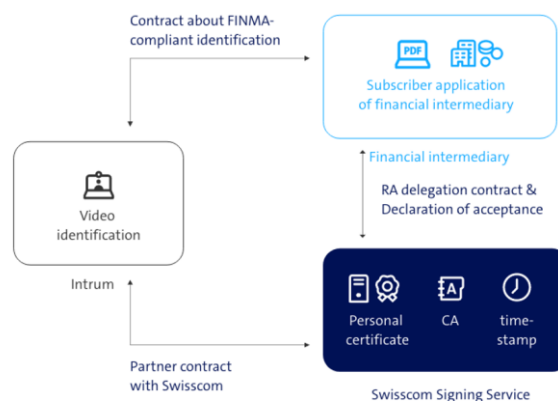 Contract about FINMA-
compliant identification
PDF
Subscriber application
of financial intermediary
Financial intermediary
Video
identification
Intrum
RA delegation contract &
Declaration of acceptance
A
Personal
certificate
CA
time-
stamp
Partner contract
with Swisscom
Swisscom Signing Service